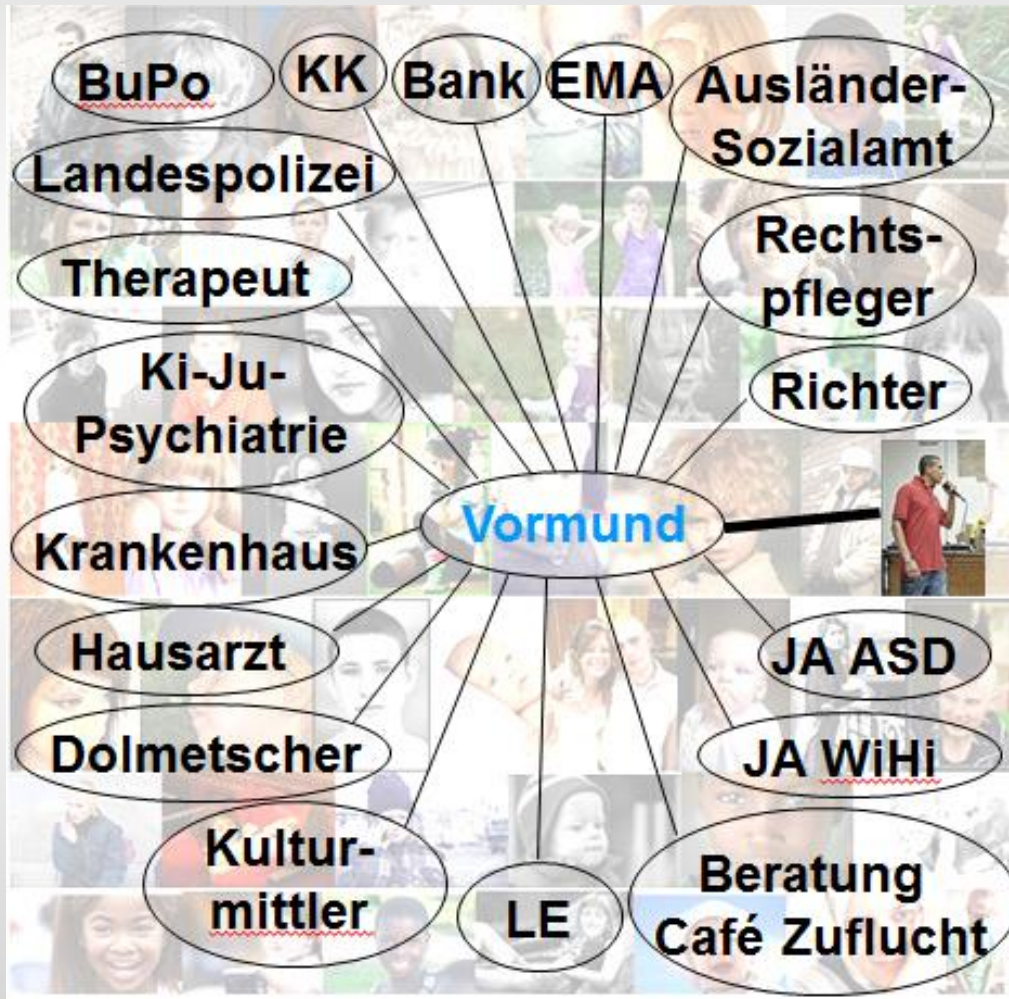 BuPo
KK
Bank
EMA
Ausländer-
Sozialamt
Landespolizei
Rechts-
pfleger
Therapeut
Ki-Ju-
Psychiatrie
Richter
Vormund
Krankenhaus
Hausarzt
JA ASD
Dolmetscher
JA WiHi
Kultur-
mittler
LE
Beratung
Café Zuflucht